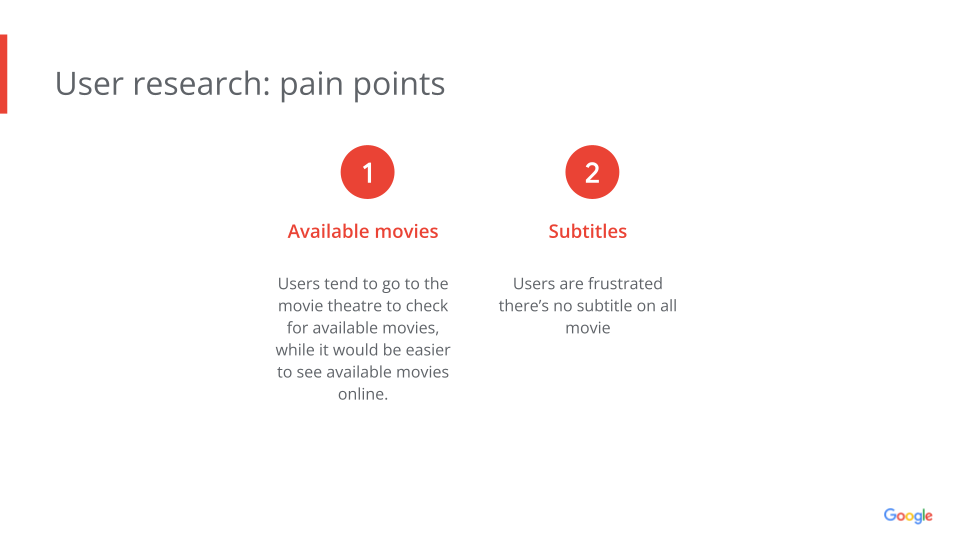 User research: pain points
1
Available movies
Users tend to go to the
movie theatre to check
for available movies,
while it would be easier
to see available movies
online.
2
Subtitles
Users are frustrated
there’s no subtitle on all
movie
Google